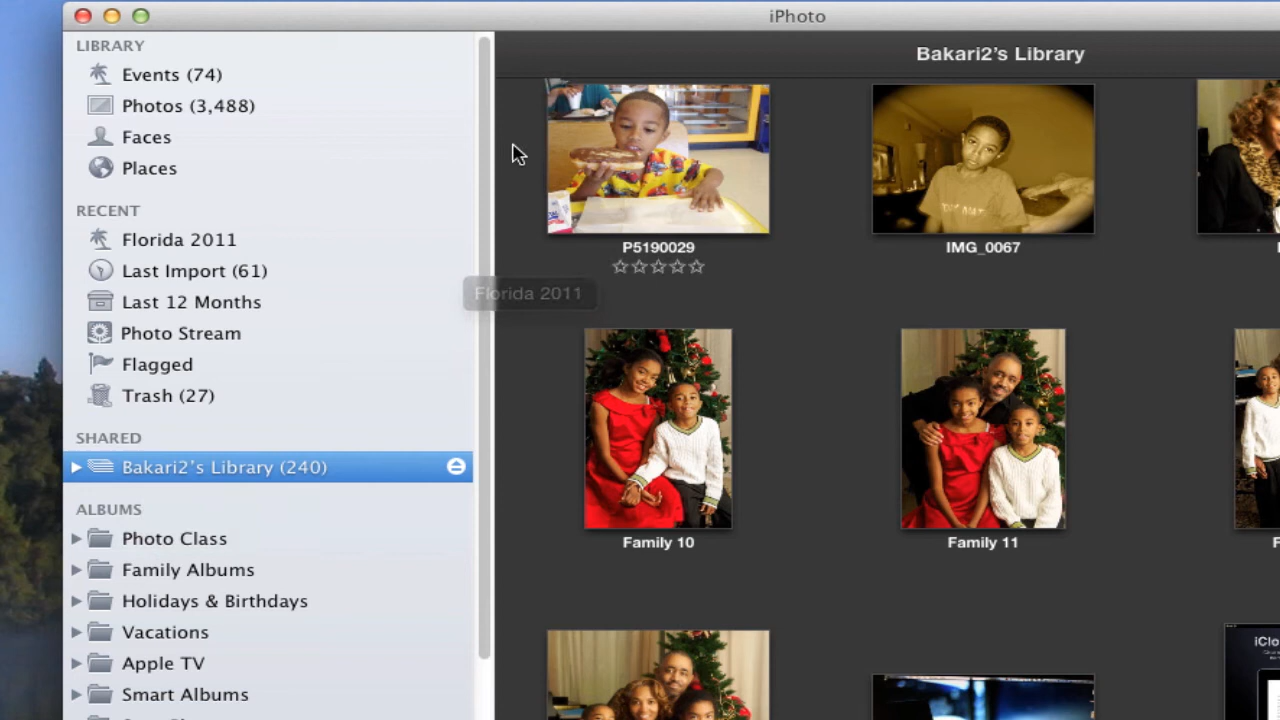 iPhoto
LIBRARY
Events (74)
Photos (3,488)
Faces
Places
RECENT
Florida 2011
Last Import (61)
Last 12 Months
Photo Stream
Flagged
Trash (27)
SHARED
Bakari2's Library (240)
ALBUMS
Photo Class
Family Albums
Holidays & Birthdays
Vacations
Apple TV
Smart Albums
Florida 2011
Bakari2's Library
P5190029
IMG_0067
Family 10
Family 11